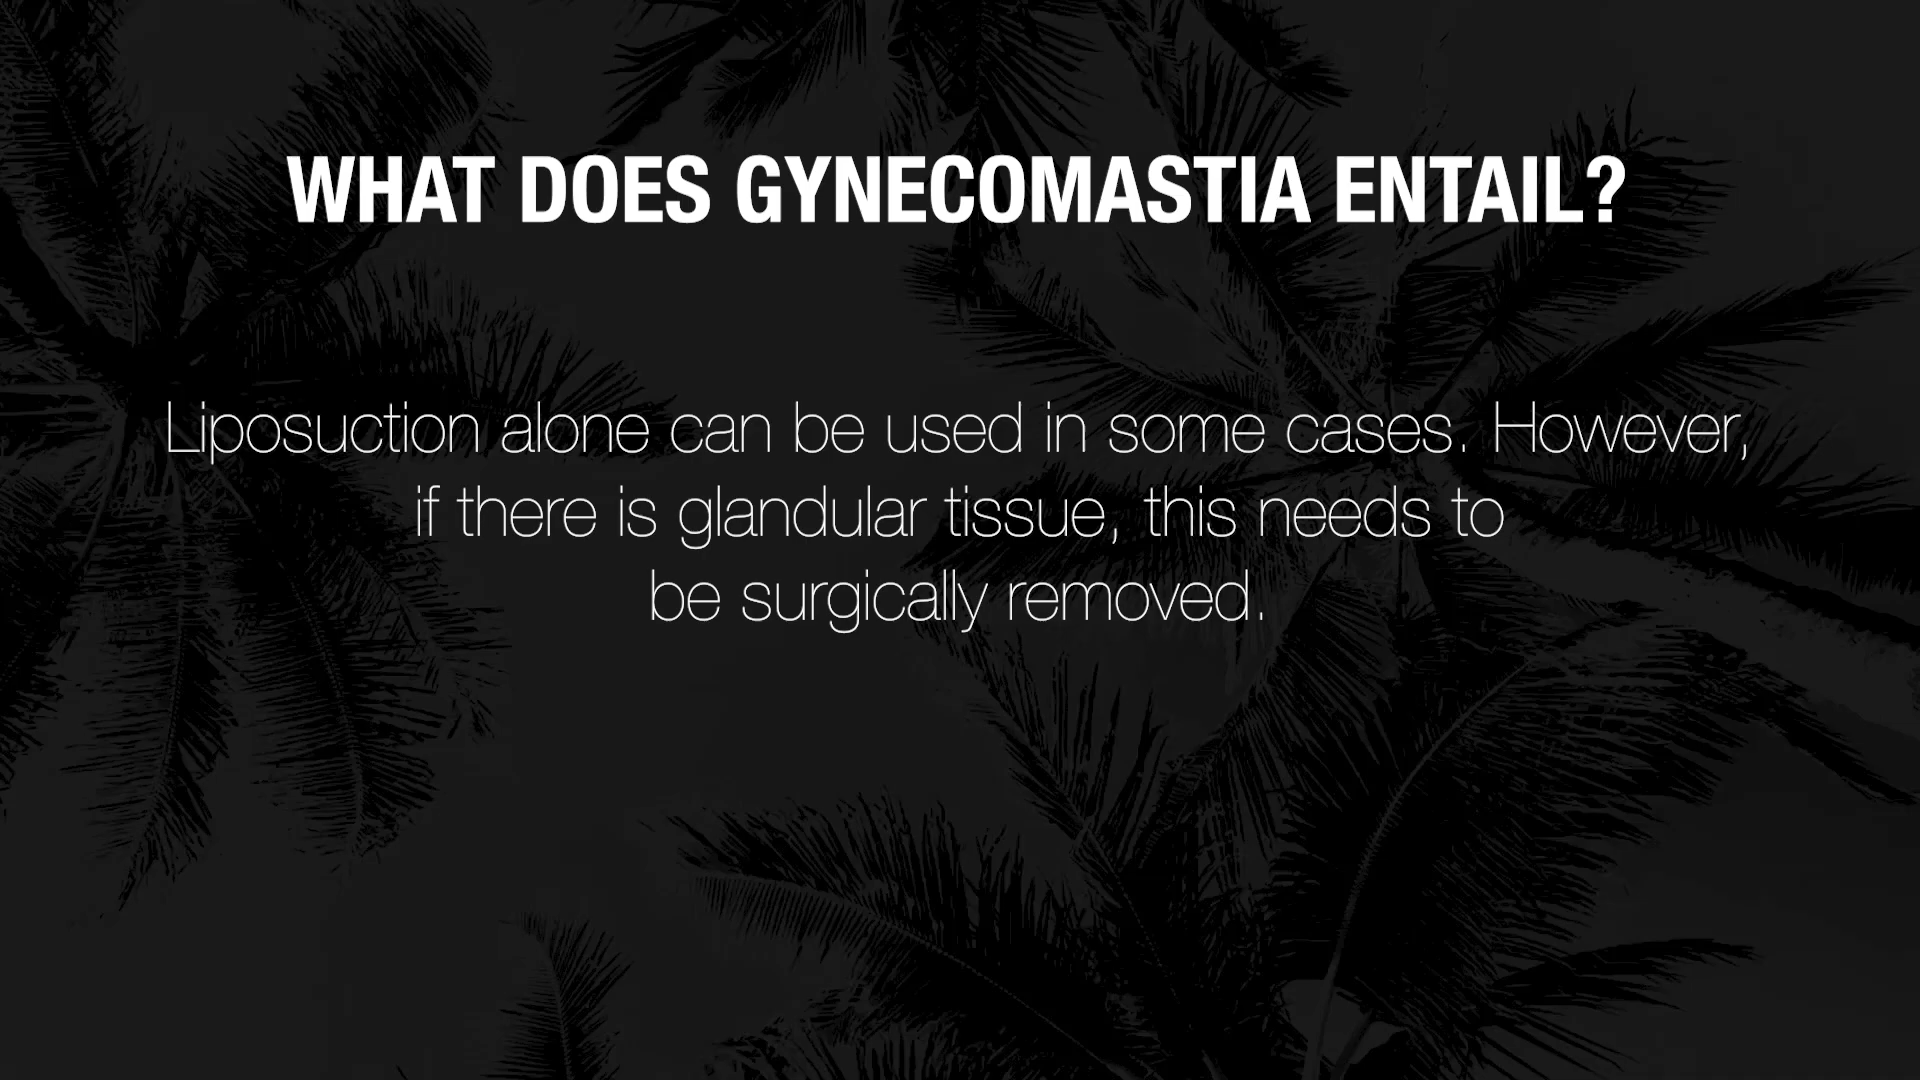 WHAT DOES GYNECOMASTIA ENTAIL?
Liposuction alone can be used in some cases. However,
if there is glandular tissue, this needs to
be surgically removed.